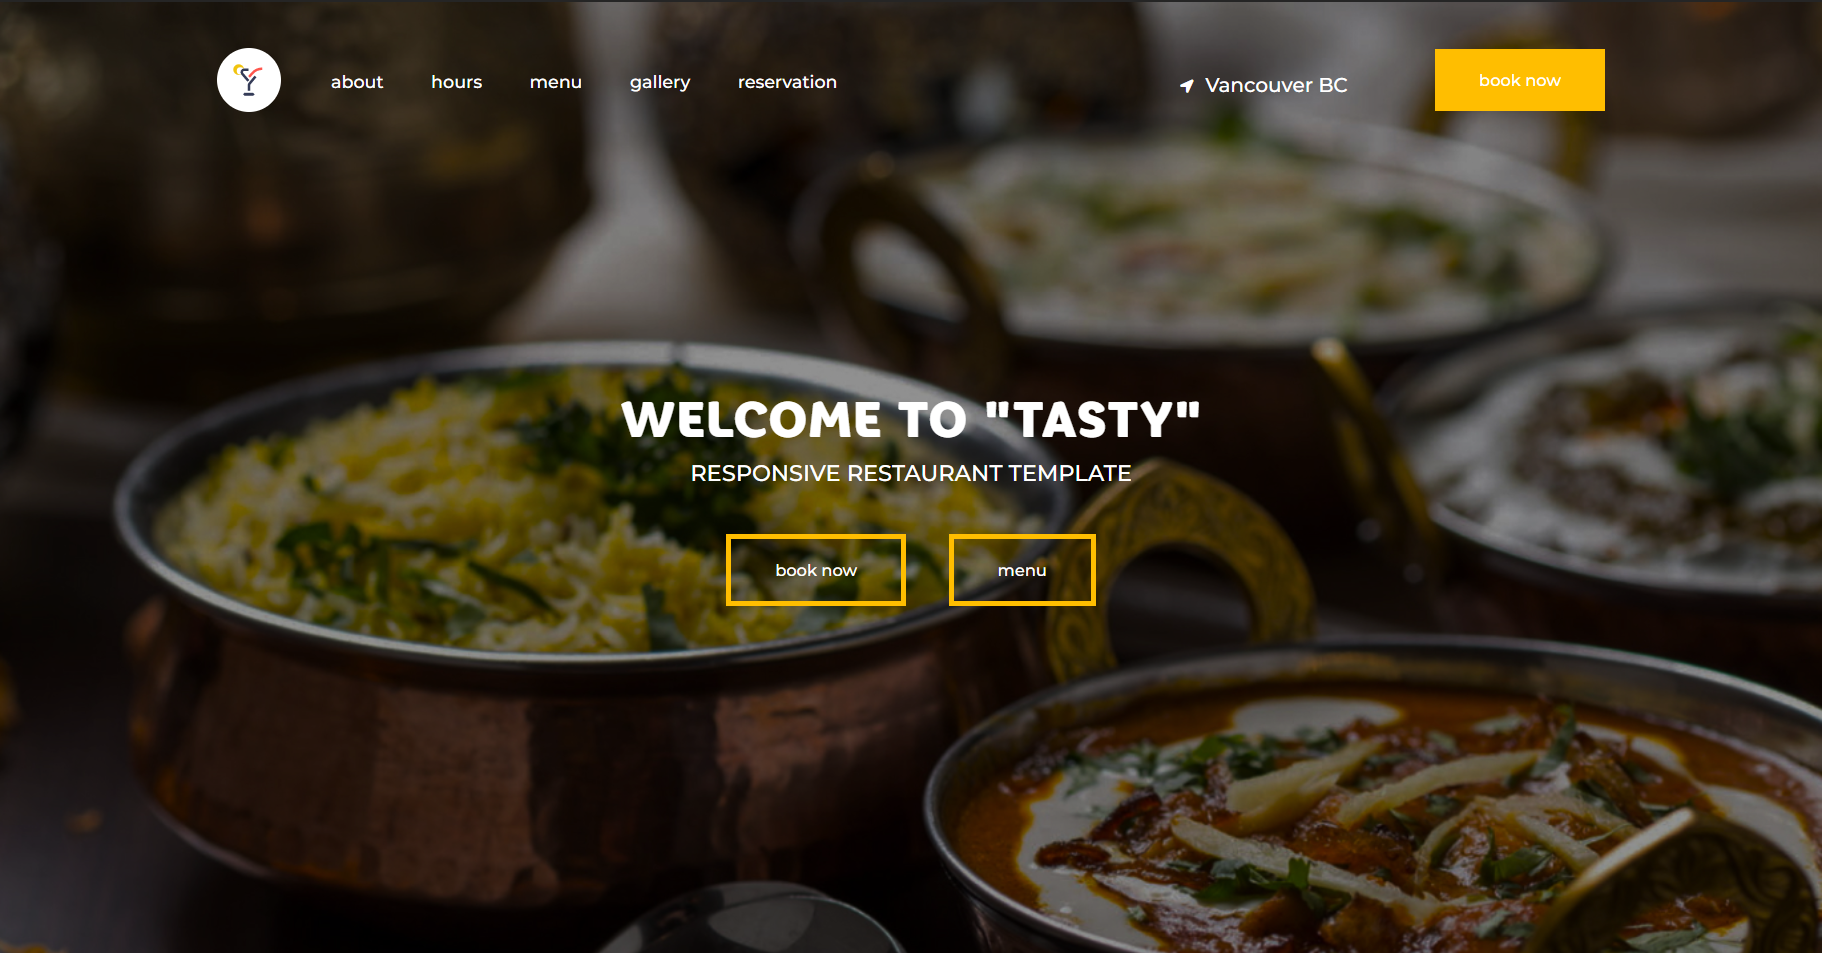 about hours menu gallery reservation Vancouver BC book now
WELCOME TO "TASTY"
RESPONSIVE RESTAURANT TEMPLATE
book now menu